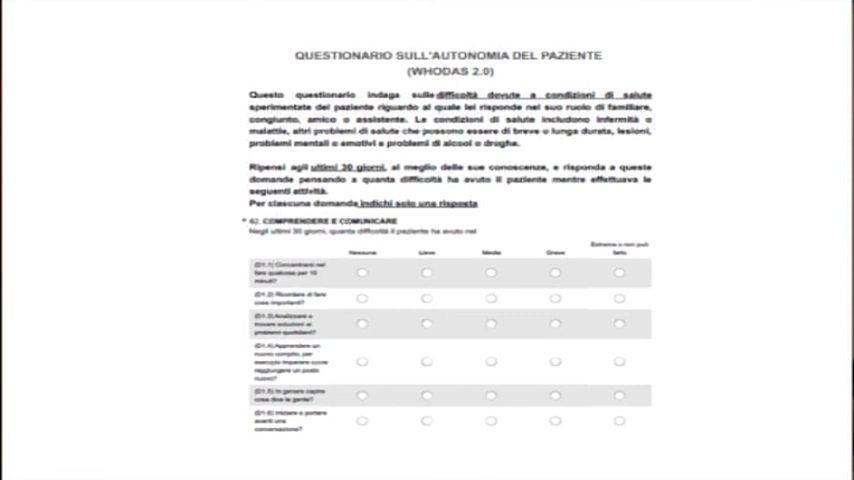 QUESTIONARIO SULL'AUTONOMIA DEL PAZIENTE
(WHODAS 2.0)
Questo questionario indaga sulle difficoltà dovute a condizioni di salute
sperimentate del paziente riguardo al quale lei risponde nel suo ruolo di familiare,
congiunto, amico o assistente. Le condizioni di salute includono infermità o
malattie, altri problemi di salute che possono essere di breve o lunga durata, lesioni,
problemi mentali o emotivi e problemi di alcool o droghe.
Ripensi agli ultimi 30 giorni, al meglio delle sue conoscenze, e risponda a queste
domande pensando a quanta difficoltà ha avuto il paziente mentre effettuava le
seguenti attività.
Per ciascuna domanda indichi solo una risposta
* 42. COMPRENDERE E COMUNICARE
Negli ultimi 30 giorni, quanta difficoltà il paziente ha avuto nel
Nessuna Lieve Media Grave Estrema o non può
farlo
(D1.1) Concentrarsi nel
fare qualcosa per 10
minuti?
(D1.2) Ricordare di fare
cose importanti?
(D1.3) Analizzare e
trovare soluzioni ai
problemi quotidiani?
(D1.4) Apprendere un
nuovo compito, per
esempio imparare come
raggiungere un posto
nuovo?
(D1.5) In genere capire
cosa dice la gente?
(D1.6) Iniziare e portare
avanti una
conversazione?